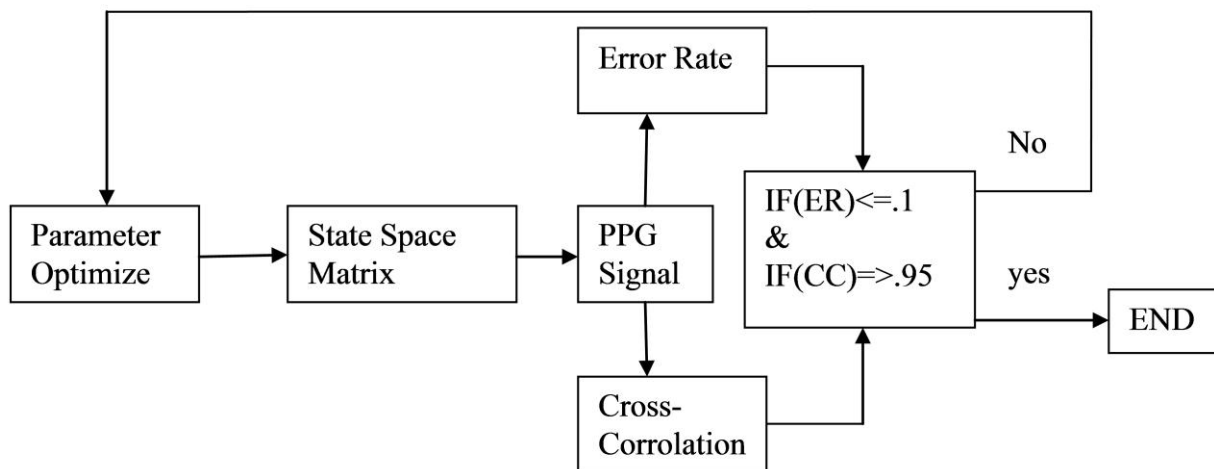 Error Rate
No
Parameter
Optimize
State Space
Matrix
PPG
Signal
IF(ER)<=.1
&
IF(CC)=>.95
yes
END
Cross-
Corrolation